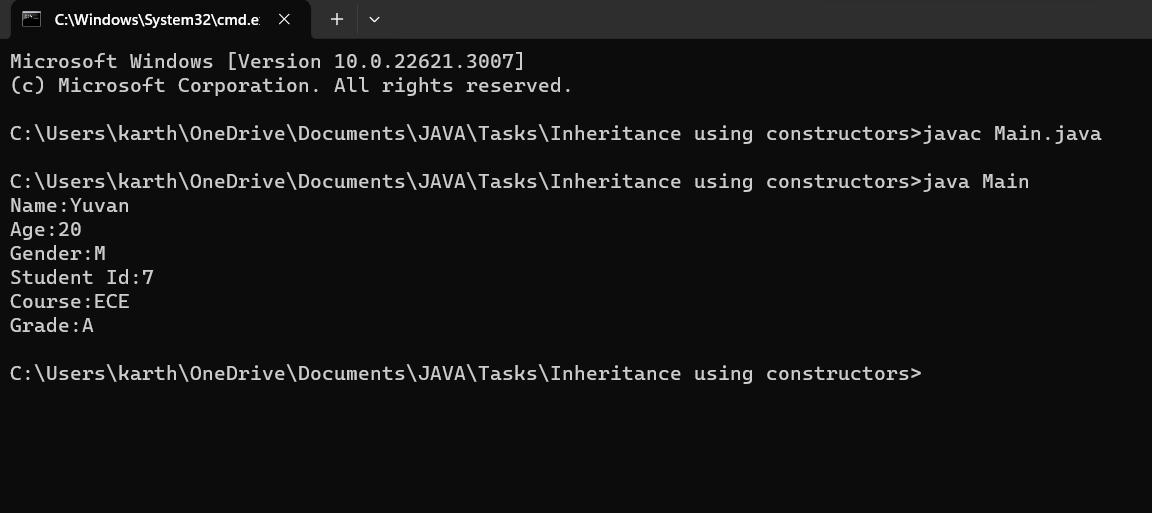 C:\Windows\System32\cmd.e
Microsoft Windows [Version 10.0.22621.3007]
(c) Microsoft Corporation. All rights reserved.
C:\Users\karth\OneDrive\Documents\JAVA\Tasks\Inheritance using constructors>javac Main.java
C:\Users\karth\OneDrive\Documents\JAVA\Tasks\Inheritance using constructors>java Main
Name:Yuvan
Age:20
Gender:M
Student Id:7
Course:ECE
Grade:A
C:\Users\karth\OneDrive\Documents\JAVA\Tasks\Inheritance using constructors>